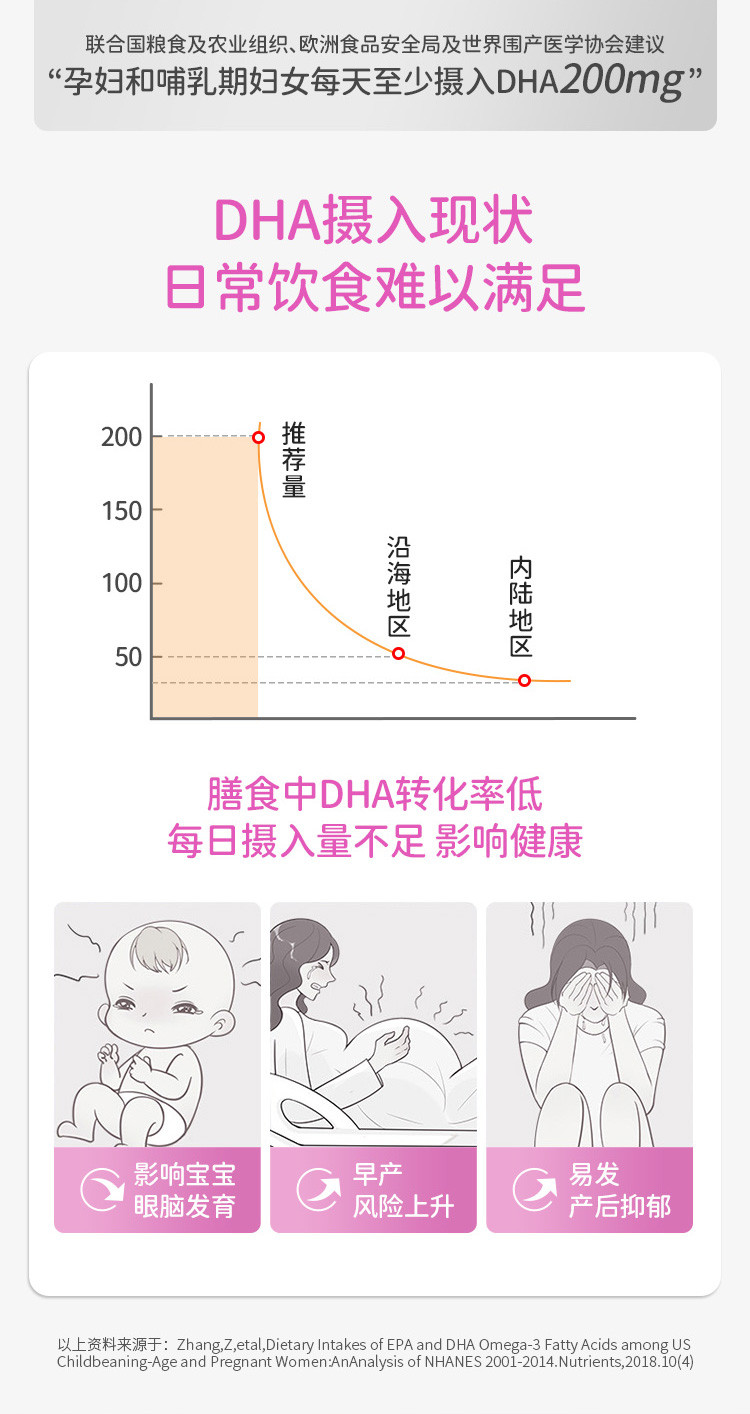 联合国粮食及农业组织、欧洲食品安全局及世界围产医学协会建议
“孕妇和哺乳期妇女每天至少摄入DHA200mg”
DHA摄入现状
日常饮食难以满足
200
150
100
50
推荐量
沿海地区
内陆地区
膳食中DHA转化率低
每日摄入量不足 影响健康
影响宝宝
眼脑发育
早产
风险上升
易发
产后抑郁
以上资料来源于：Zhang,Z,etal,Dietary Intakes of EPA and DHA Omega-3 Fatty Acids among US
Childbeaning-Age and Pregnant Women:AnAnalysis of NHANES 2001-2014.Nutrients,2018.10(4)